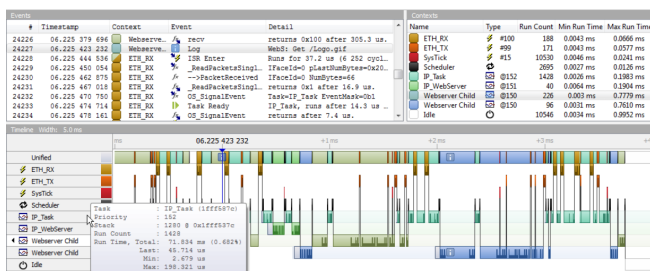 Events
# Timestamp Context Event Detail
24226 06.225 379 696 Webserve... recv returns 0x100 after 305.3 us.
24227 06.225 423 232 Webserve... Log WebS: Get /Logo.gif
24228 06.225 444 536 ETH_RX ISR Enter Runs for 37.2 us (6 252 cycl...
24229 06.225 450 054 ETH_RX _ReadPacketsSingl... IFaceId=0 pLastNumBytes=0x20...
24230 06.225 462 875 ETH_RX -->PacketReceived IFaceId=0 NumBytes=66
24231 06.225 467 018 ETH_RX _ReadPacketsSingl... returns 0x1 after 16.9 us.
24232 06.225 470 750 ETH_RX OS_SignalEvent Task=IP_Task EventMask=0b1
24233 06.225 474 714 ETH_RX Task Ready IP_Task, runs after 14.3 us ...
24234 06.225 478 161 ETH_RX OS_SignalEvent returns after 7.4 us.
Contexts
Name Type Run Count Min Run Time Max Run Time
ETH_RX #100 188 0.0043 ms 0.0666 ms
ETH_TX #99 171 0.0043 ms 0.0577 ms
SysTick #15 10530 0.0046 ms 0.0241 ms
Scheduler 2695 0.0027 ms 0.0126 ms
IP_Task @152 1428 0.0026 ms 0.1983 ms
IP_WebServer @151 40 0.0064 ms 0.1904 ms
Webserver Child @150 226 0.003 ms 0.7779 ms
Webserver Child @150 96 0.0031 ms 0.7610 ms
Idle 10546 0.0034 ms 0.9952 ms
Timeline Width: 5.0ms
ms 06.225 423 232 +1ms +2ms +3ms
Unified
ETH_RX
ETH_TX
SysTick
Scheduler
IP_Task
IP_WebServer
Webserver Child
Webserver Child
Idle
Task : IP_Task (1fff587c)
Priority : 152
Stack : 1280 @ 0x1fff537c
Run Count : 1428
Run Time, Total: 71.834 ms (0.682%)
Last: 45.714 us
Min: 2.679 us
Max: 198.321 us